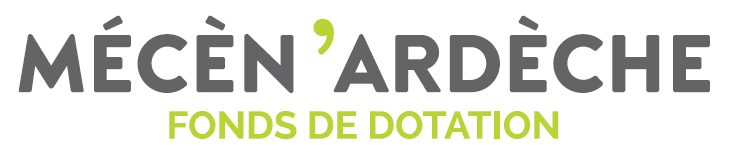 MÉCÈN'ARDÈCHE
FONDS DE DOTATION